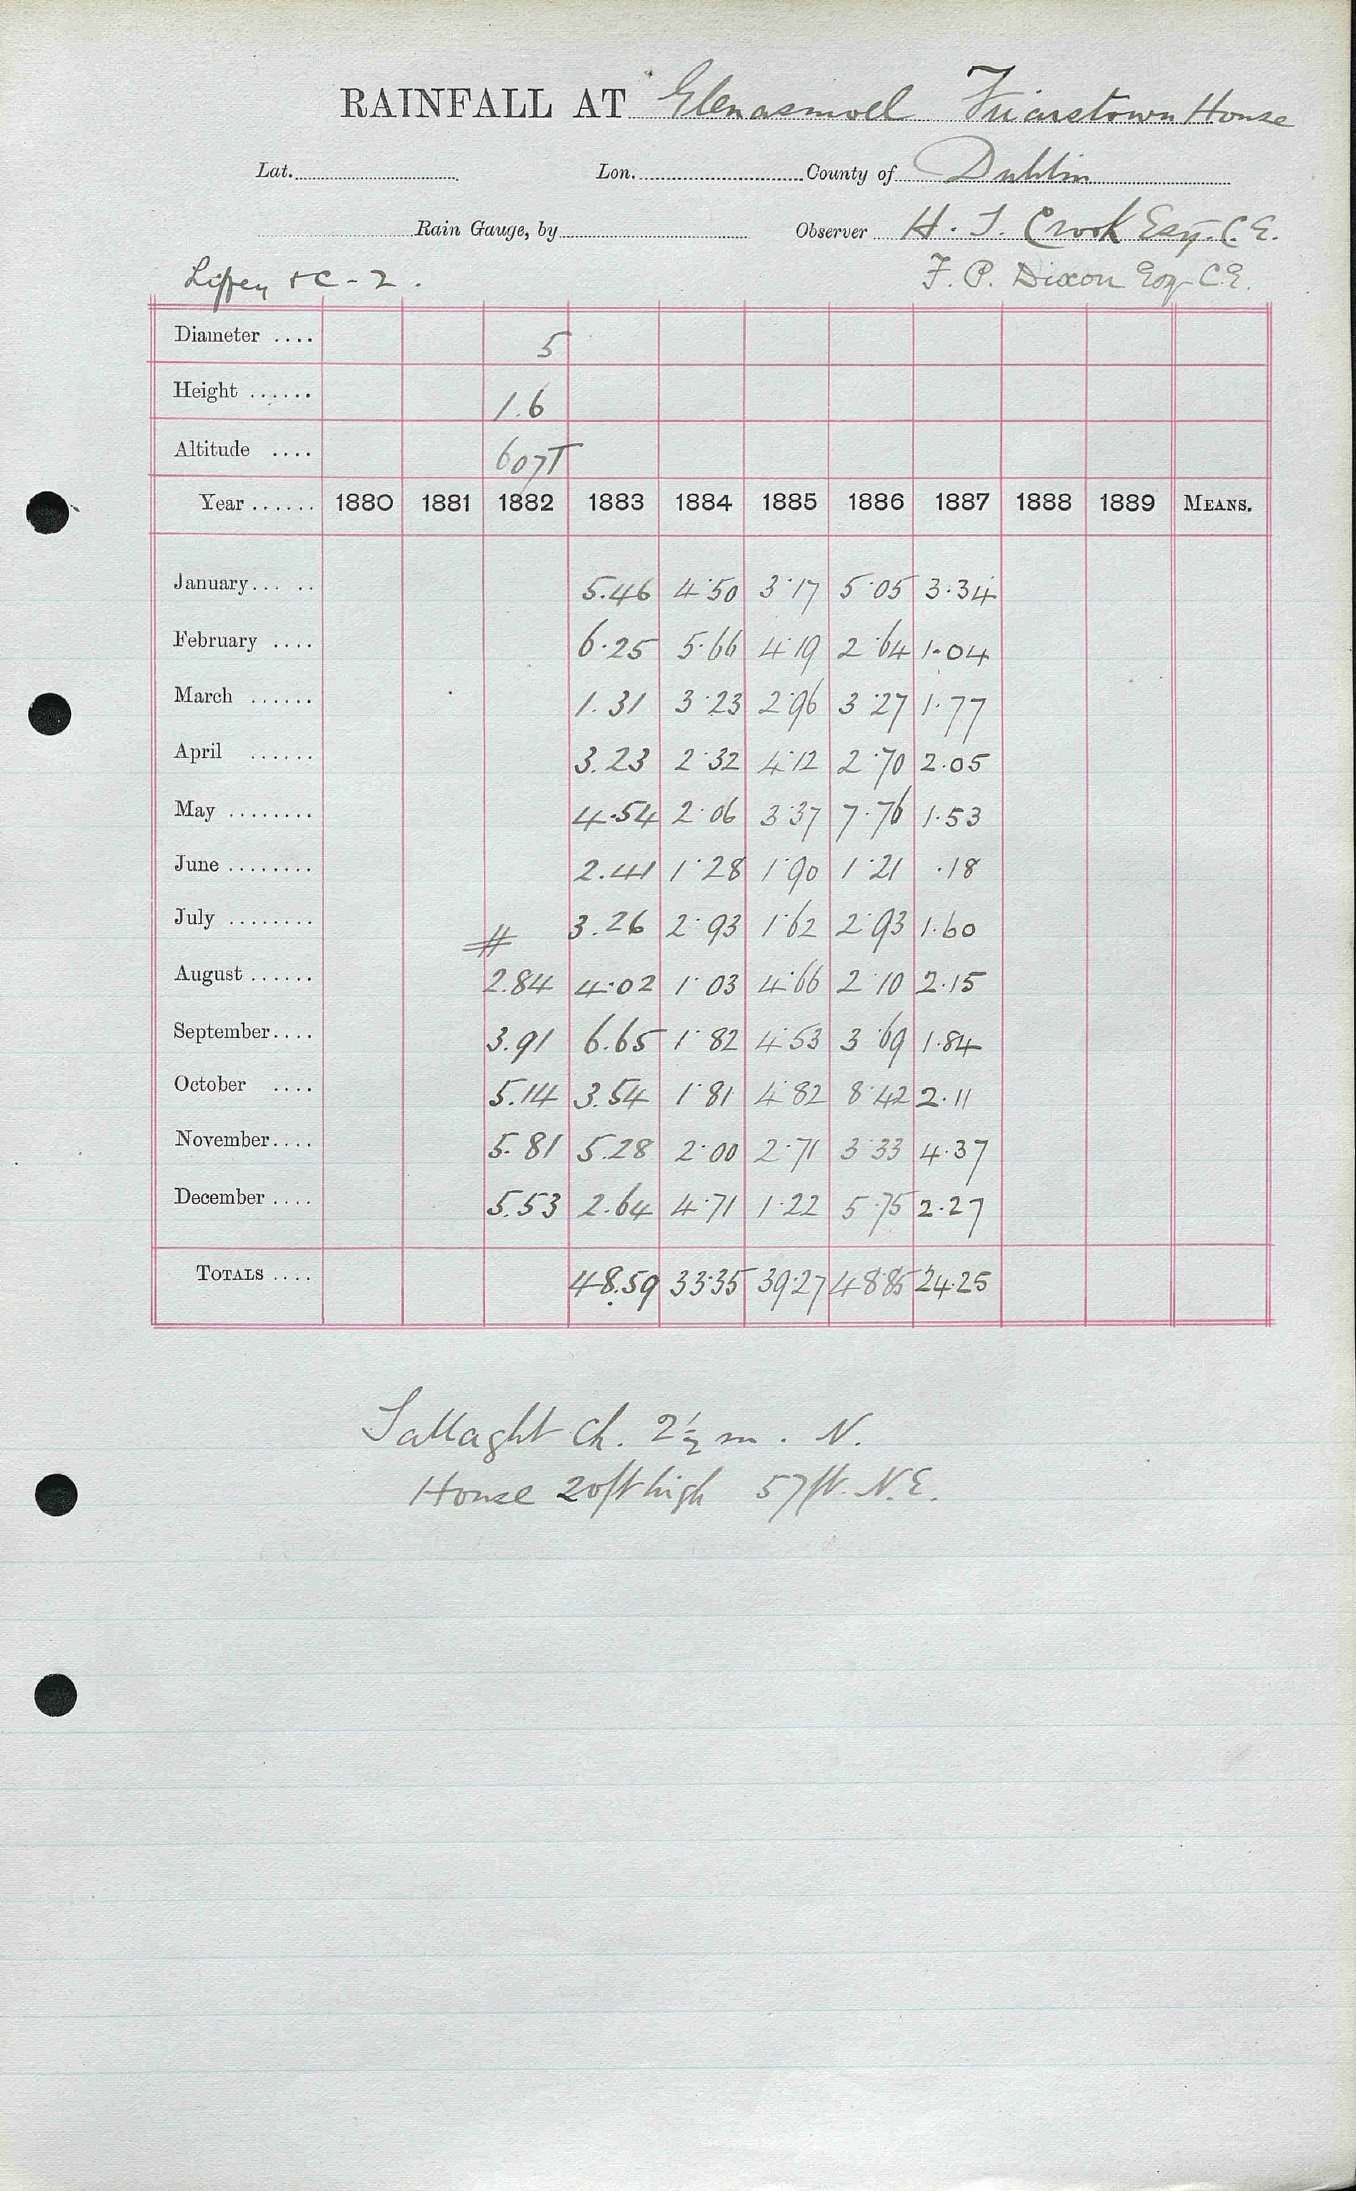 RAINFALL AT Glenasmoel Friarstown House
Lat. Lon. County of Dublin
Rain Gauge, by Observer H. T. Crook Esq. C.E.
Liffey &c - 2. F. P. Dixon Esq C.E.
Diameter .... 5
Height ...... 1.6
Altitude .... 607T
Year ...... 1880 1881 1882 1883 1884 1885 1886 1887 1888 1889 MEANS.
January... .. 5.46 4.50 3.17 5.05 3.34
February .... 6.25 5.66 4.19 2.64 1.04
March ...... 1.31 3.23 2.96 3.27 1.77
April ...... 3.23 2.32 4.12 2.70 2.05
May ........ 4.54 2.06 3.37 7.76 1.53
June ........ 2.41 1.28 1.90 1.21 .18
July ........ # 3.26 2.93 1.62 2.93 1.60
August ...... 2.84 4.02 1.03 4.66 2.10 2.15
September.... 3.91 6.65 1.82 4.53 3.69 1.84
October .... 5.14 3.54 1.81 4.82 8.42 2.11
November.... 5.81 5.28 2.00 2.71 3.33 4.37
December .... 5.53 2.64 4.71 1.22 5.75 2.27
TOTALS .... 48.59 33.35 39.27 48.85 24.25
Tallaght Ch. 2½ m. N.
House 20ft high 57ft. N.E.